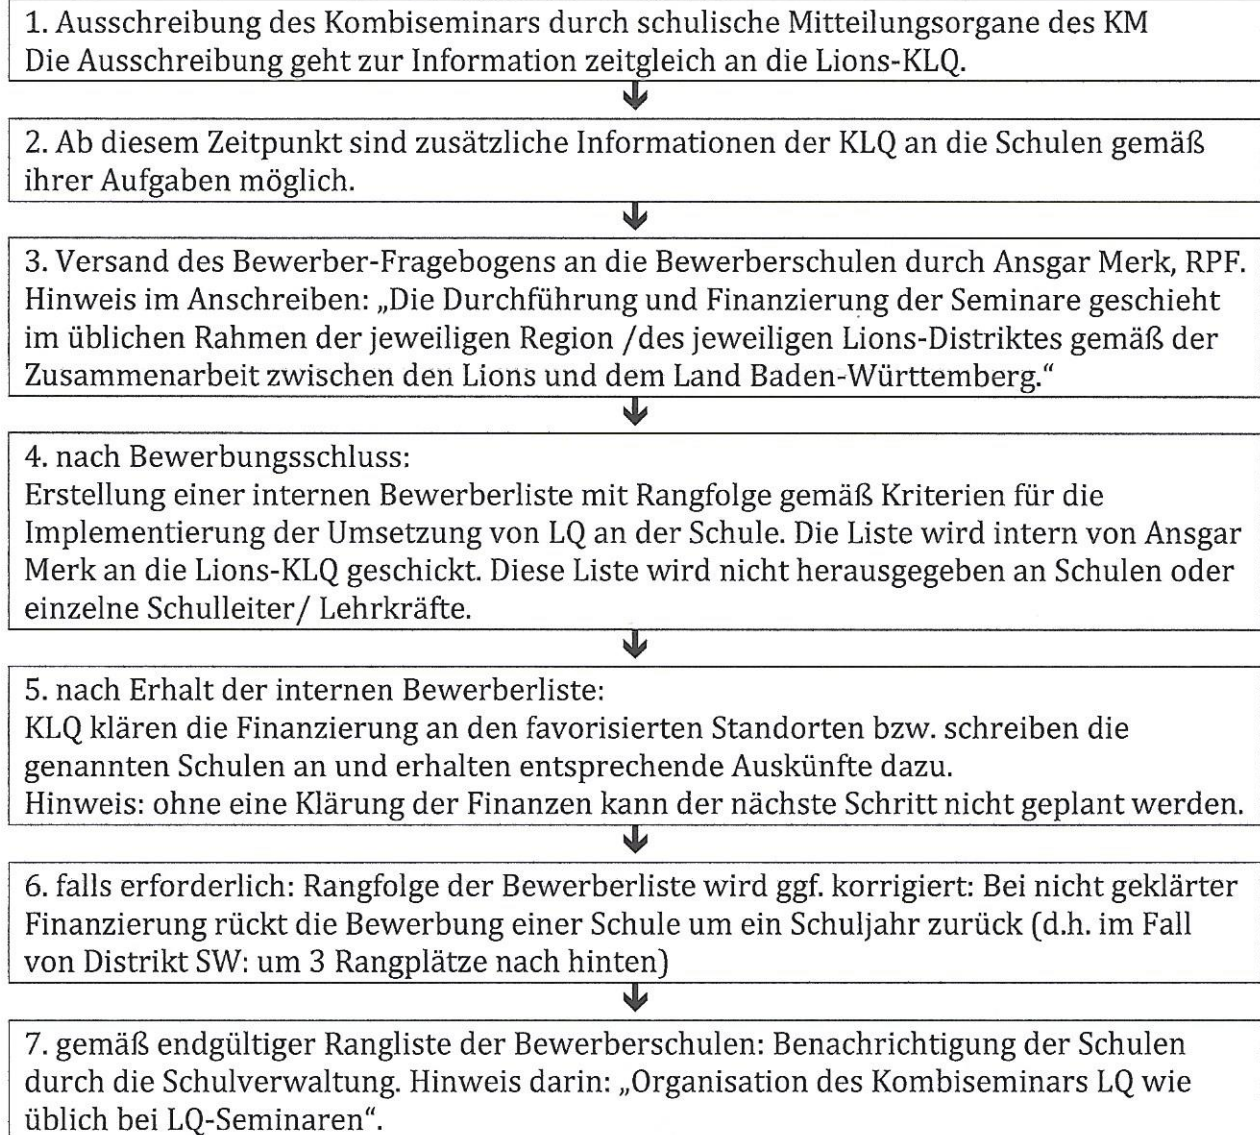 1. Ausschreibung des Kombiseminars durch schulische Mitteilungsorgane des KM
Die Ausschreibung geht zur Information zeitgleich an die Lions-KLQ.
2. Ab diesem Zeitpunkt sind zusätzliche Informationen der KLQ an die Schulen gemäß
ihrer Aufgaben möglich.
3. Versand des Bewerber-Fragebogens an die Bewerberschulen durch Ansgar Merk, RPF.
Hinweis im Anschreiben: „Die Durchführung und Finanzierung der Seminare geschieht
im üblichen Rahmen der jeweiligen Region /des jeweiligen Lions-Distriktes gemäß der
Zusammenarbeit zwischen den Lions und dem Land Baden-Württemberg.“
4. nach Bewerbungsschluss:
Erstellung einer internen Bewerberliste mit Rangfolge gemäß Kriterien für die
Implementierung der Umsetzung von LQ an der Schule. Die Liste wird intern von Ansgar
Merk an die Lions-KLQ geschickt. Diese Liste wird nicht herausgegeben an Schulen oder
einzelne Schulleiter/ Lehrkräfte.
5. nach Erhalt der internen Bewerberliste:
KLQ klären die Finanzierung an den favorisierten Standorten bzw. schreiben die
genannten Schulen an und erhalten entsprechende Auskünfte dazu.
Hinweis: ohne eine Klärung der Finanzen kann der nächste Schritt nicht geplant werden.
6. falls erforderlich: Rangfolge der Bewerberliste wird ggf. korrigiert: Bei nicht geklärter
Finanzierung rückt die Bewerbung einer Schule um ein Schuljahr zurück (d.h. im Fall
von Distrikt SW: um 3 Rangplätze nach hinten)
7. gemäß endgültiger Rangliste der Bewerberschulen: Benachrichtigung der Schulen
durch die Schulverwaltung. Hinweis darin: „Organisation des Kombiseminars LQ wie
üblich bei LQ-Seminaren“.